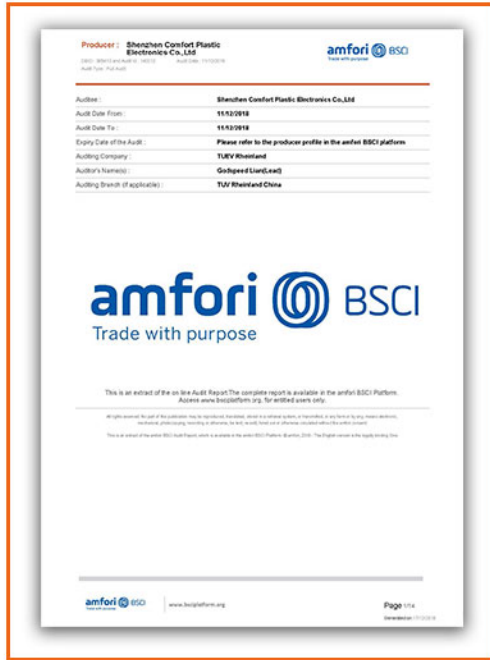 Producer : Shenzhen Comfort Plastic
Electronics Co.,Ltd
amfori BSCI
Trade with purpose
Audit Type : Full Audit
Auditee : Shenzhen Comfort Plastic Electronics Co.,Ltd
Audit Date From : 11/12/2018
Audit Date To : 11/12/2018
Expiry Date of the Audit : Please refer to the producer profile in the amfori BSCI platform
Auditing Company : TUEV Rheinland
Auditor's Name(s) : Godspeed Lian(Lead)
Auditing Branch (if applicable) : TUV Rheinland China
amfori BSCI
Trade with purpose
This is an extract of the on line Audit Report.The complete report is available in the amfori BSCI Platform.
Access www.bsciplatform.org, for entitled users only.
amfori BSCI
Trade with purpose
www.bsciplatform.org
Page 1/14